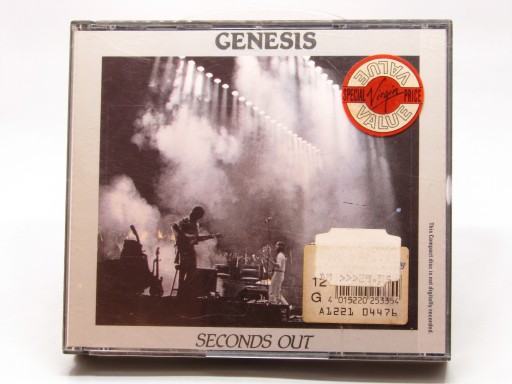 GENESIS
VALUE
SPECIAL Virgin PRICE
VALUE
This Compact disc is not digitally recorded.
12
G 4 015220 253354
A1221 04476
SECONDS OUT